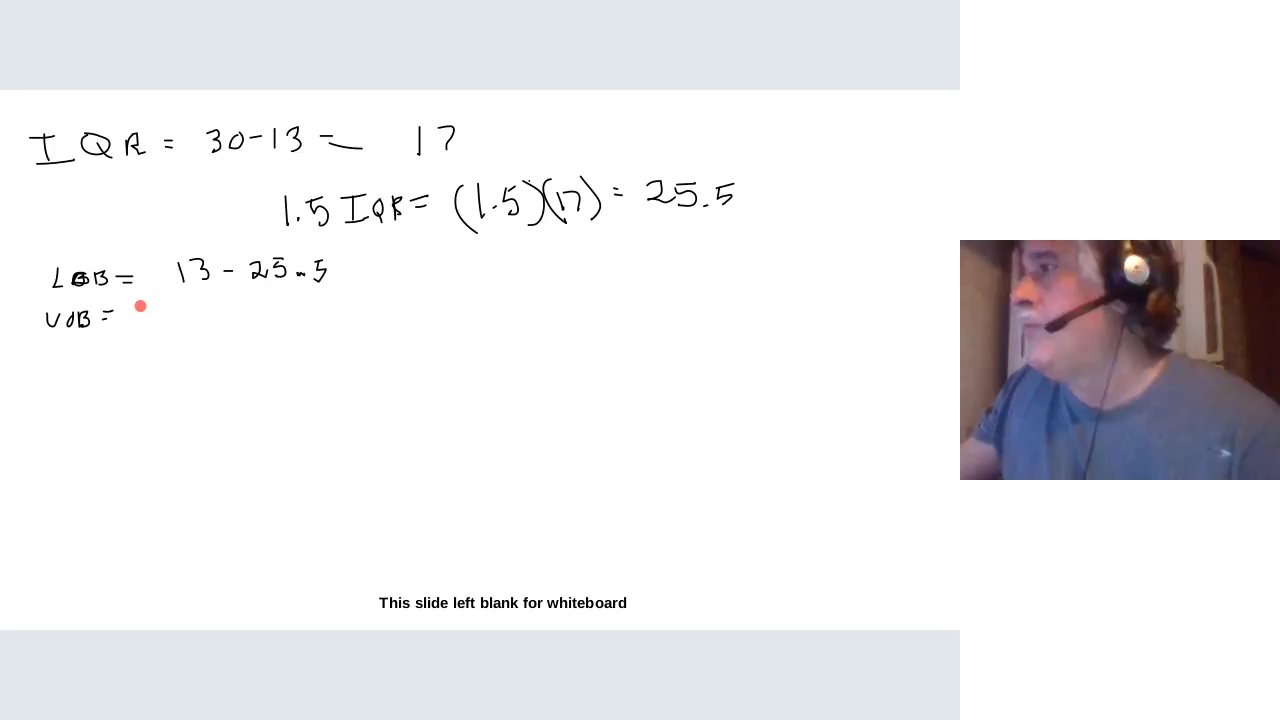 IQR = 30-13 = 17
1.5 IQR = (1.5)(17) = 25.5
LOB = 13 - 25.5
UOB =
This slide left blank for whiteboard